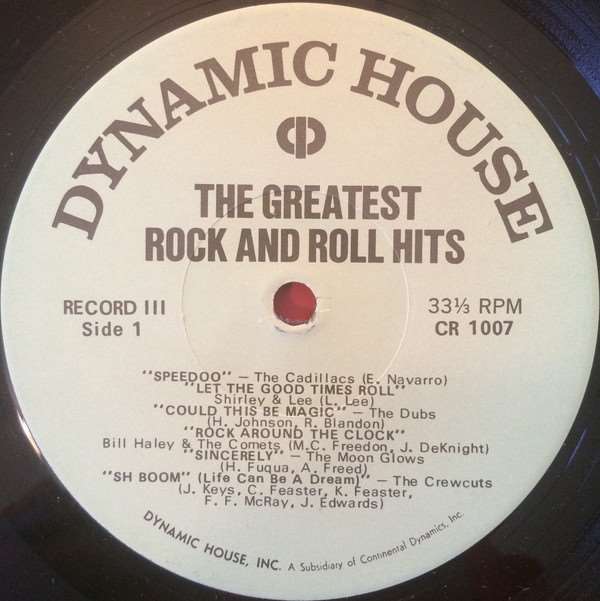 DYNAMIC HOUSE
THE GREATEST
ROCK AND ROLL HITS
RECORD III
Side 1
33⅓ RPM
CR 1007
"SPEEDOO" — The Cadillacs (E. Navarro)
"LET THE GOOD TIMES ROLL"
Shirley & Lee (L. Lee)
"COULD THIS BE MAGIC" — The Dubs
(H. Johnson, R. Blandon)
"ROCK AROUND THE CLOCK"
Bill Haley & The Comets (M.C. Freedon, J. DeKnight)
"SINCERELY" — The Moon Glows
(H. Fuqua, A. Freed)
"SH BOOM" (Life Can Be A Dream)" — The Crewcuts
(J. Keys, C. Feaster, K. Feaster,
F. F. McRay, J. Edwards)
DYNAMIC HOUSE, INC. A Subsidiary of Continental Dynamics, Inc.